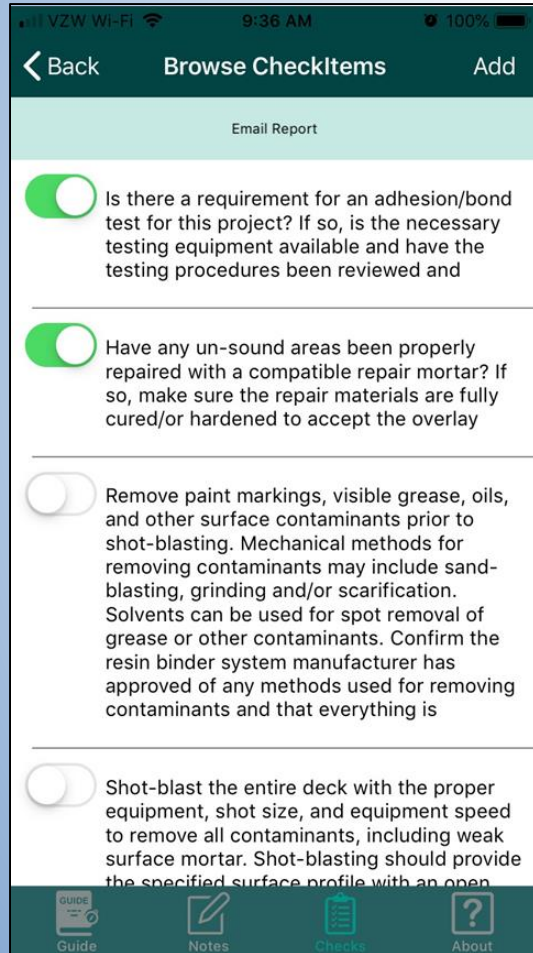 VZW Wi-Fi 9:36 AM 100%
Back Browse CheckItems Add
Email Report
Is there a requirement for an adhesion/bond
test for this project? If so, is the necessary
testing equipment available and have the
testing procedures been reviewed and
Have any un-sound areas been properly
repaired with a compatible repair mortar? If
so, make sure the repair materials are fully
cured/or hardened to accept the overlay
Remove paint markings, visible grease, oils,
and other surface contaminants prior to
shot-blasting. Mechanical methods for
removing contaminants may include sand-
blasting, grinding and/or scarification.
Solvents can be used for spot removal of
grease or other contaminants. Confirm the
resin binder system manufacturer has
approved of any methods used for removing
contaminants and that everything is
Shot-blast the entire deck with the proper
equipment, shot size, and equipment speed
to remove all contaminants, including weak
surface mortar. Shot-blasting should provide
the specified surface profile with an open
GUIDE
Guide Notes Checks About